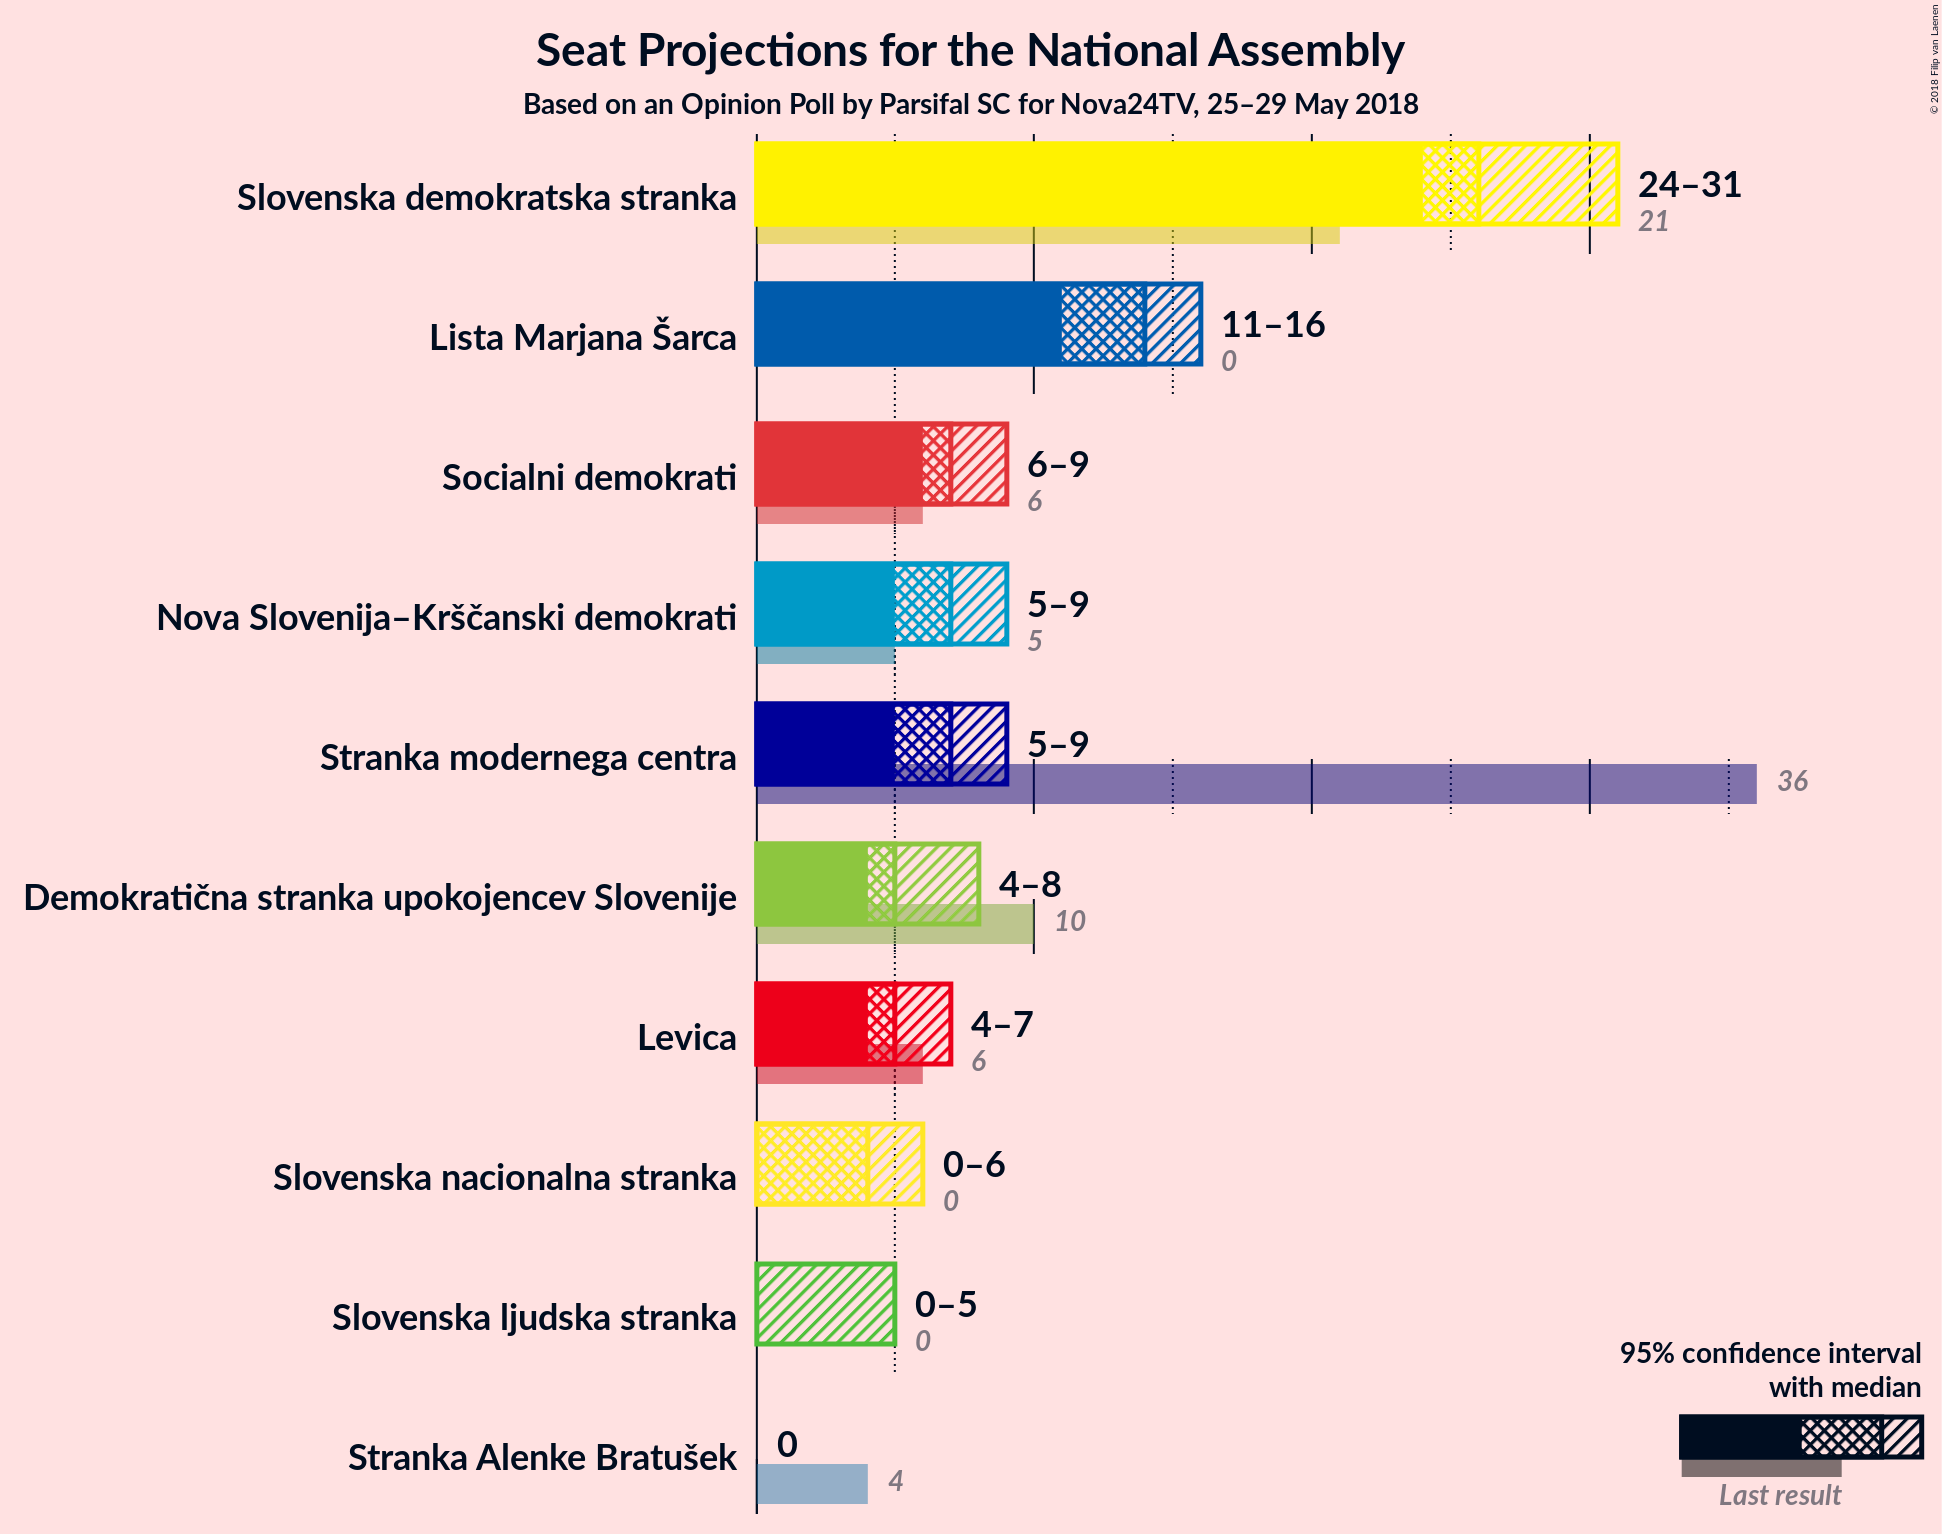 Seat Projections for the National Assembly
Based on an Opinion Poll by Parsifal SC for Nova24TV, 25–29 May 2018
© 2018 Filip van Laenen
Slovenska demokratska stranka
24–31
21
Lista Marjana Šarca
11–16
0
Socialni demokrati
6–9
6
Nova Slovenija–Krščanski demokrati
5–9
5
Stranka modernega centra
5–9
36
Demokratična stranka upokojencev Slovenije
4–8
10
Levica
4–7
6
Slovenska nacionalna stranka
0–6
0
Slovenska ljudska stranka
0–5
0
Stranka Alenke Bratušek
0
4
95% confidence interval
with median
Last result